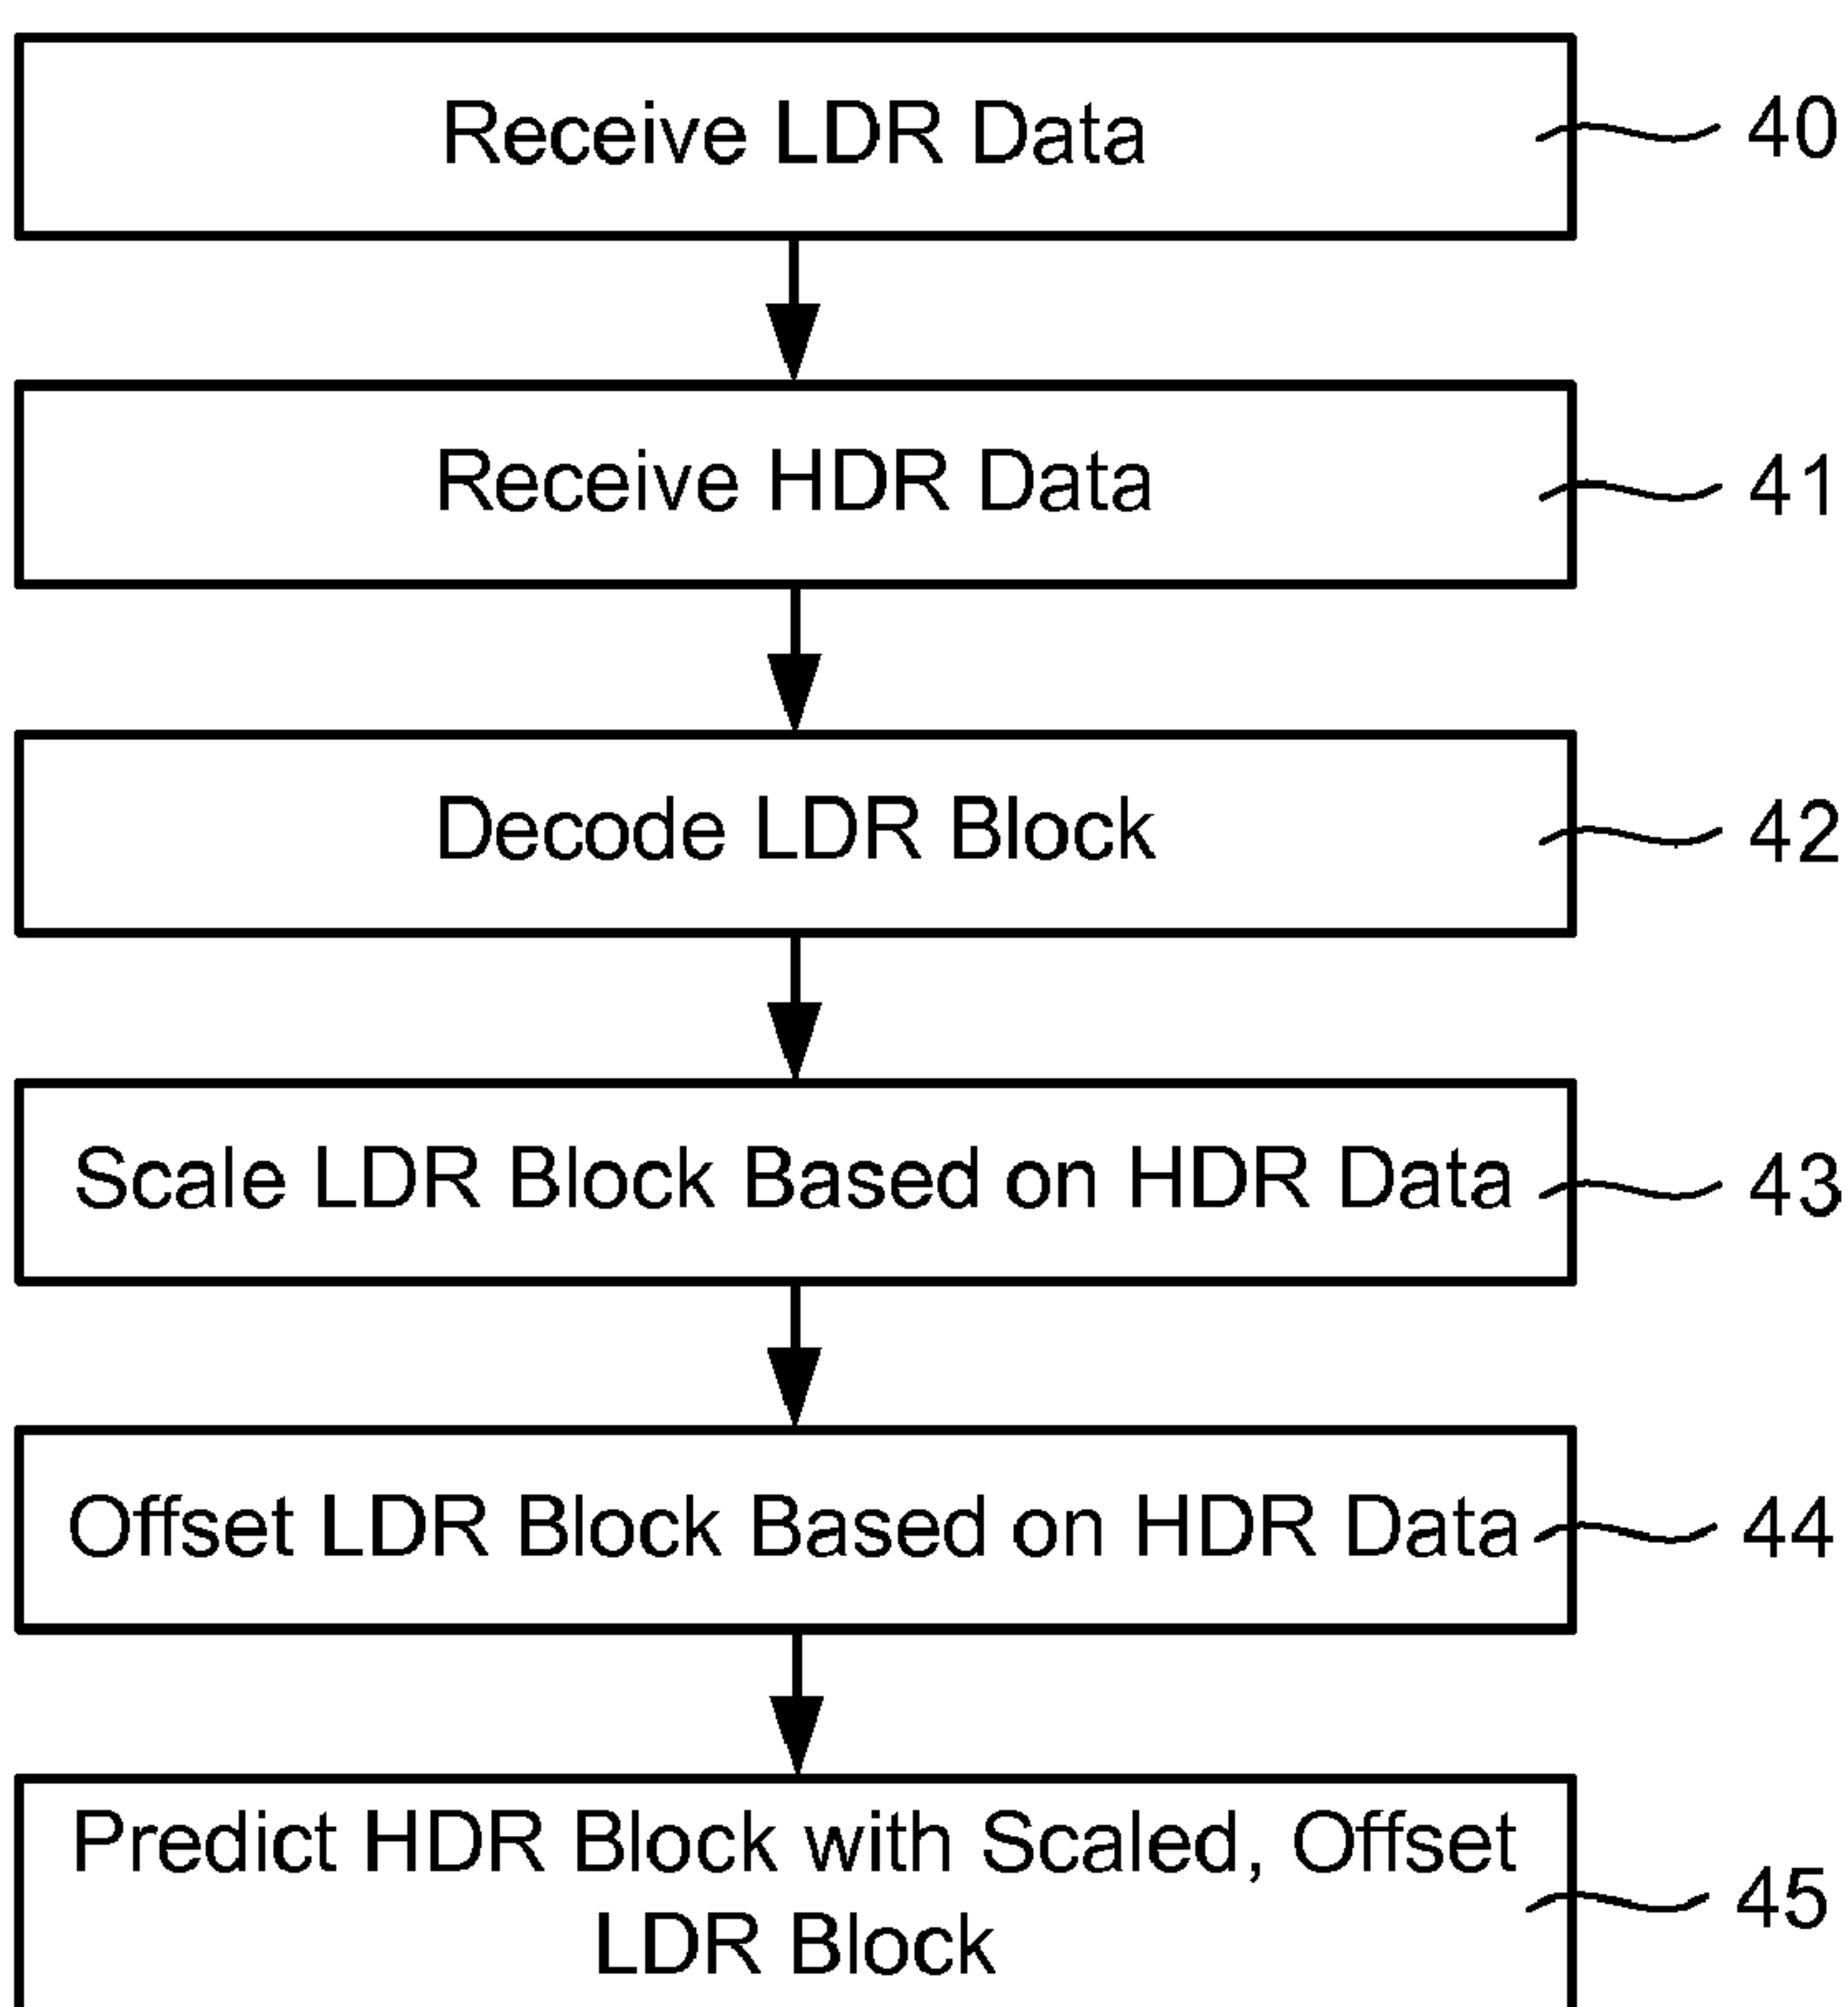 Receive LDR Data 40
Receive HDR Data 41
Decode LDR Block 42
Scale LDR Block Based on HDR Data 43
Offset LDR Block Based on HDR Data 44
Predict HDR Block with Scaled, Offset
LDR Block
45